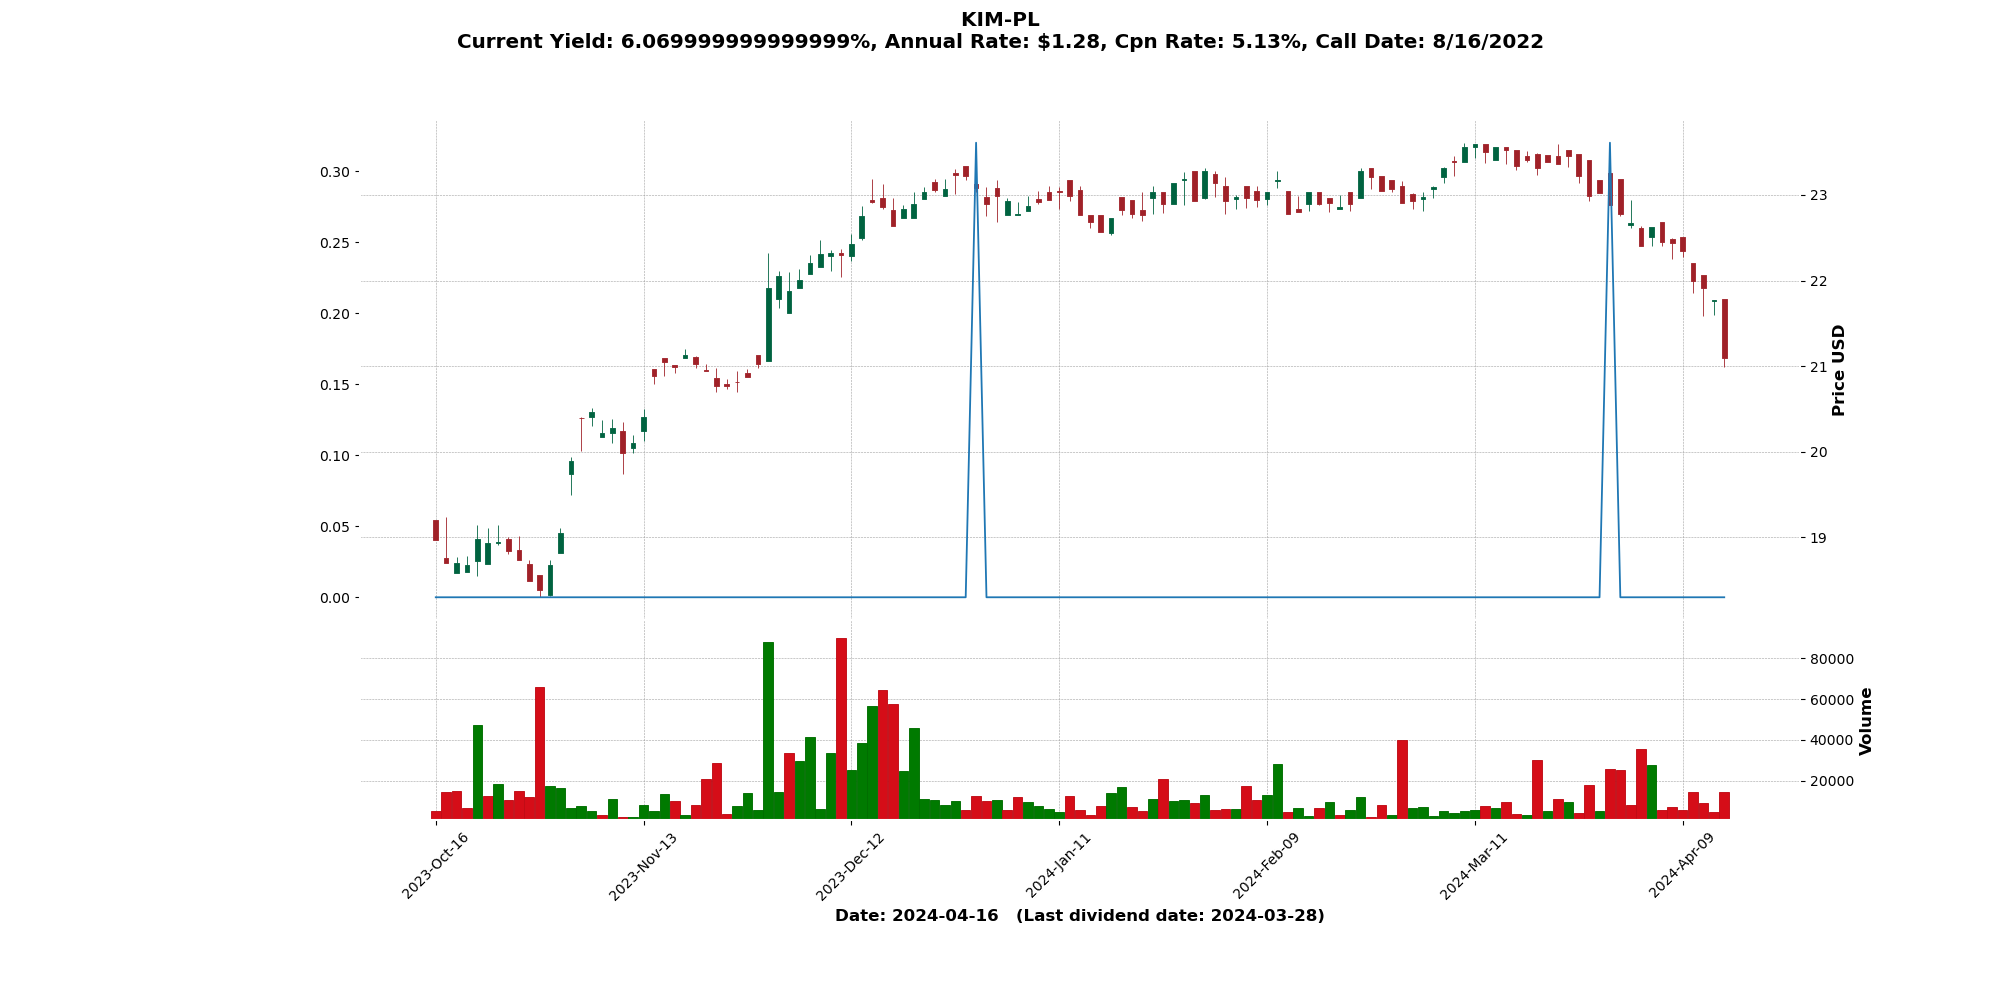 KIM-PL
Current Yield: 6.069999999999999%, Annual Rate: $1.28, Cpn Rate: 5.13%, Call Date: 8/16/2022
0.30
0.25
0.20
0.15
0.10
0.05
0.00
23
22
21
20
19
Price USD
80000
60000
40000
20000
Volume
2023-Oct-16
2023-Nov-13
2023-Dec-12
2024-Jan-11
2024-Feb-09
2024-Mar-11
2024-Apr-09
Date: 2024-04-16 (Last dividend date: 2024-03-28)